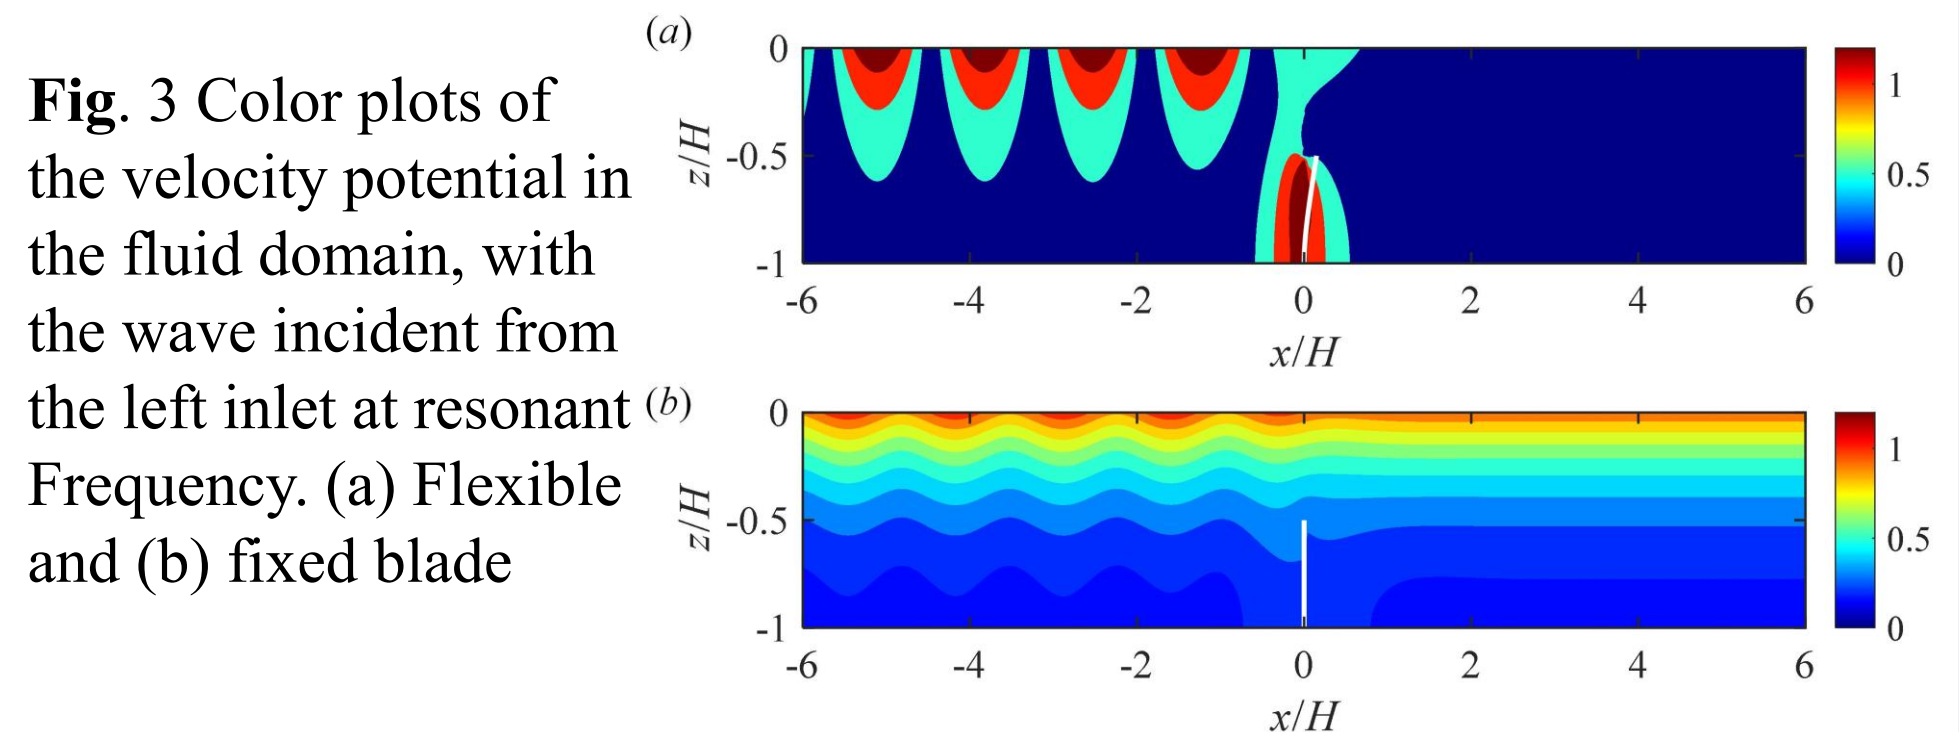 Fig. 3 Color plots of
the velocity potential in
the fluid domain, with
the wave incident from
the left inlet at resonant
Frequency. (a) Flexible
and (b) fixed blade
(a)
0
-0.5
-1
z/H
-6 -4 -2 0 2 4 6
x/H
1
0.5
0
(b)
0
-0.5
-1
z/H
-6 -4 -2 0 2 4 6
x/H
1
0.5
0